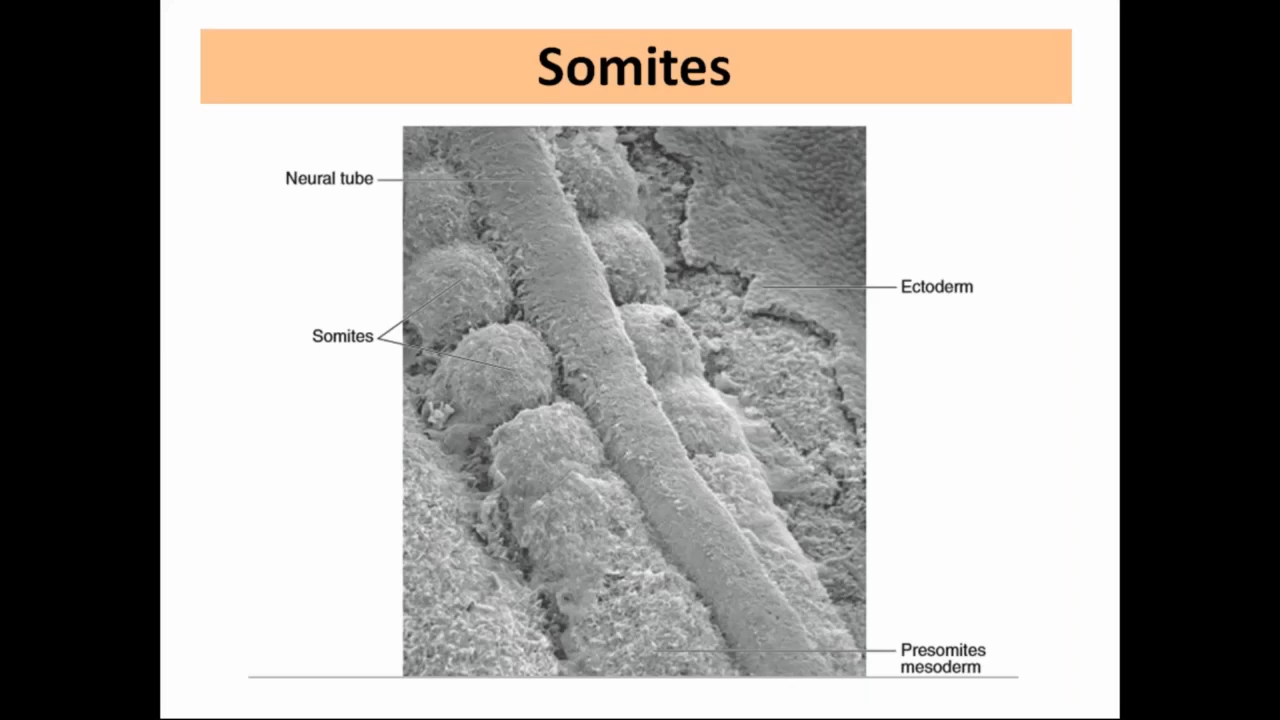 Somites
Neural tube
Ectoderm
Somites
Presomites
mesoderm